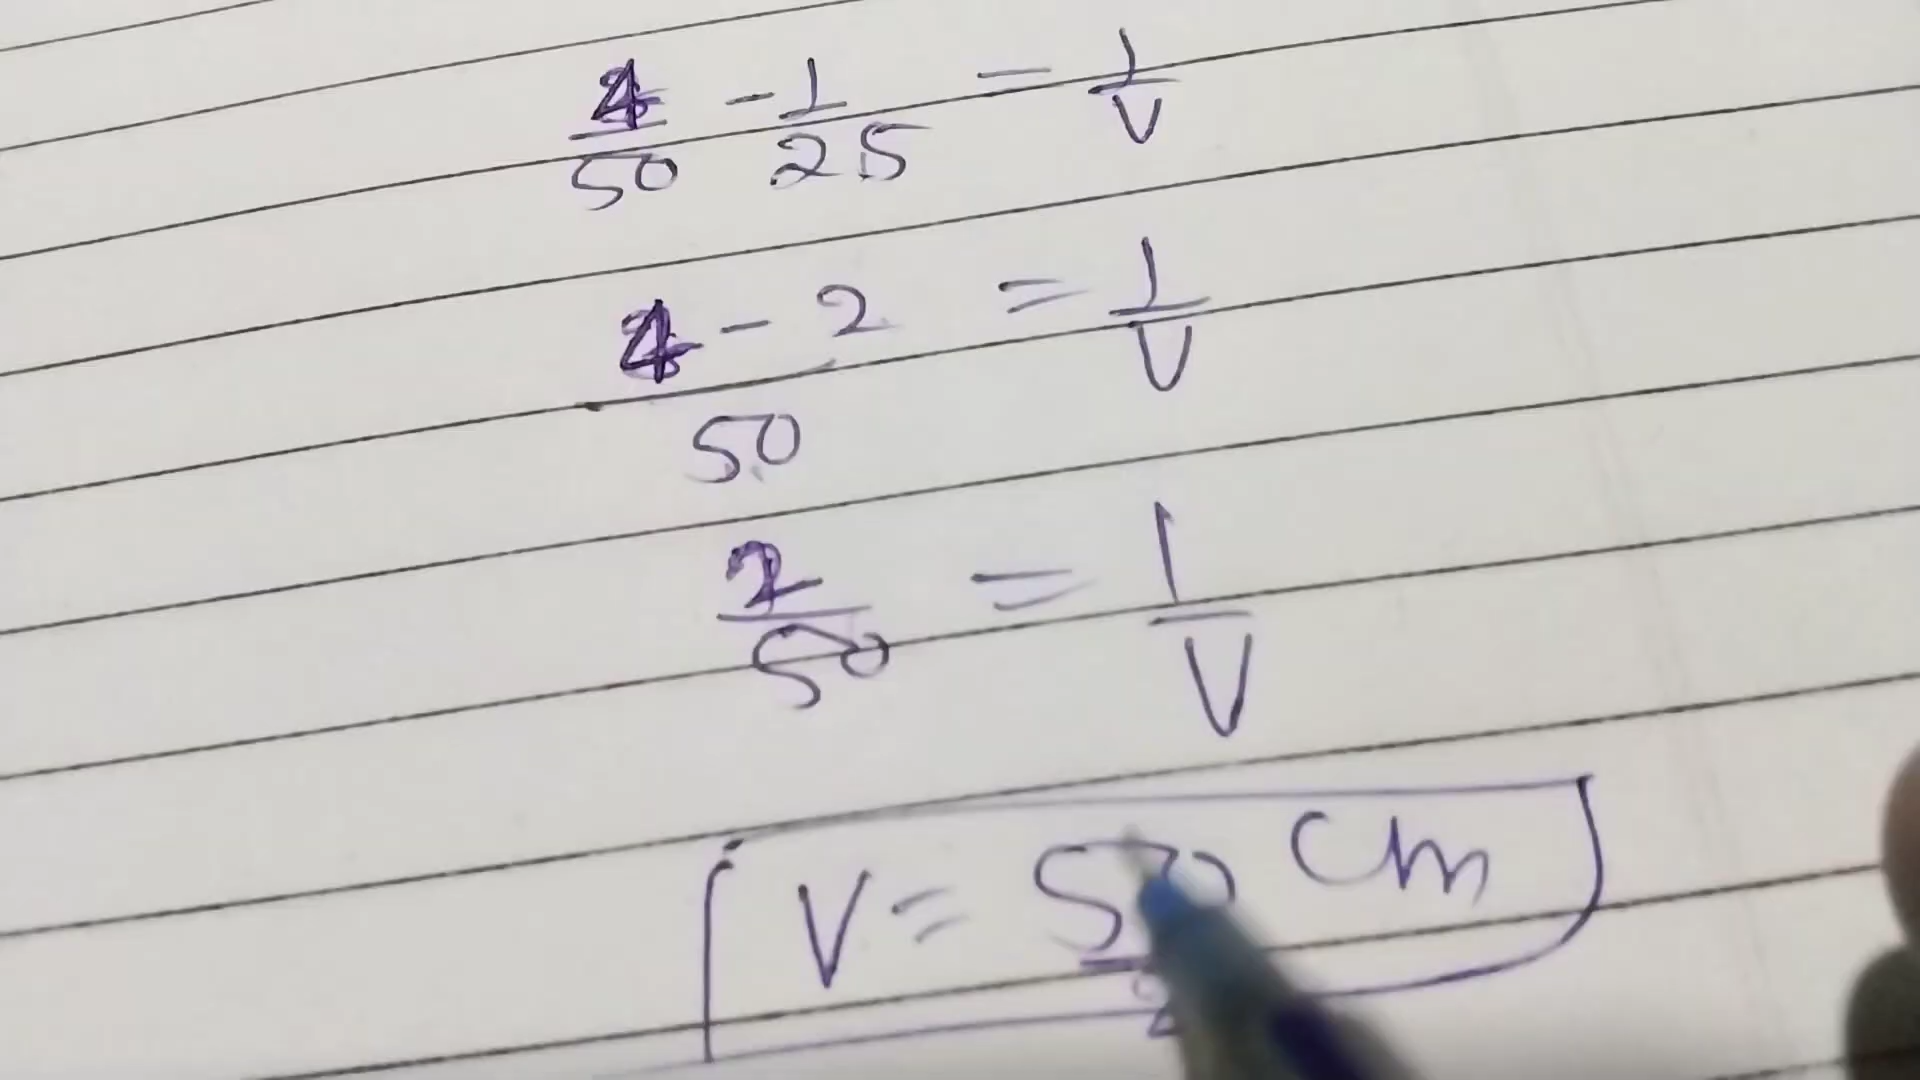 4/50 - 1/25 = 1/V
4 - 2/50 = 1/V
2/50 = 1/V
V = 50/2 cm